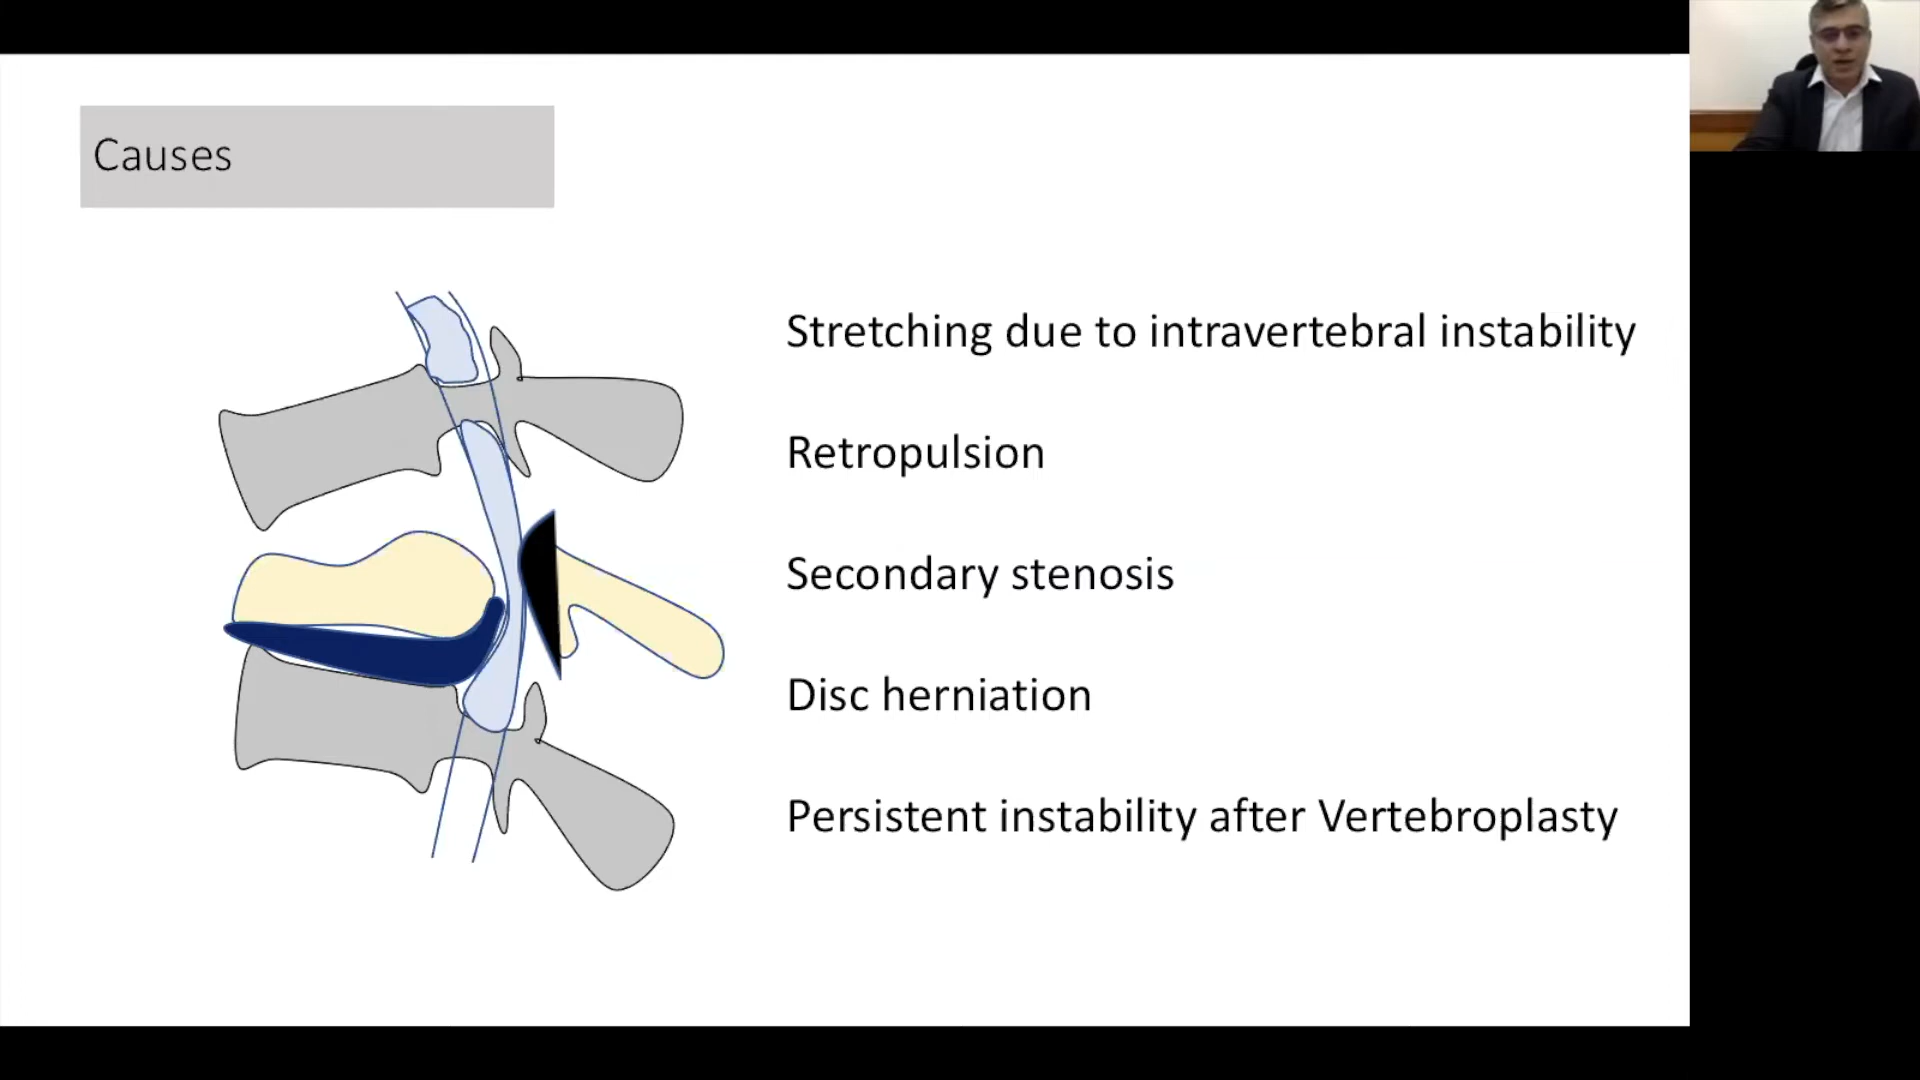 Causes
Stretching due to intravertebral instability
Retropulsion
Secondary stenosis
Disc herniation
Persistent instability after Vertebroplasty